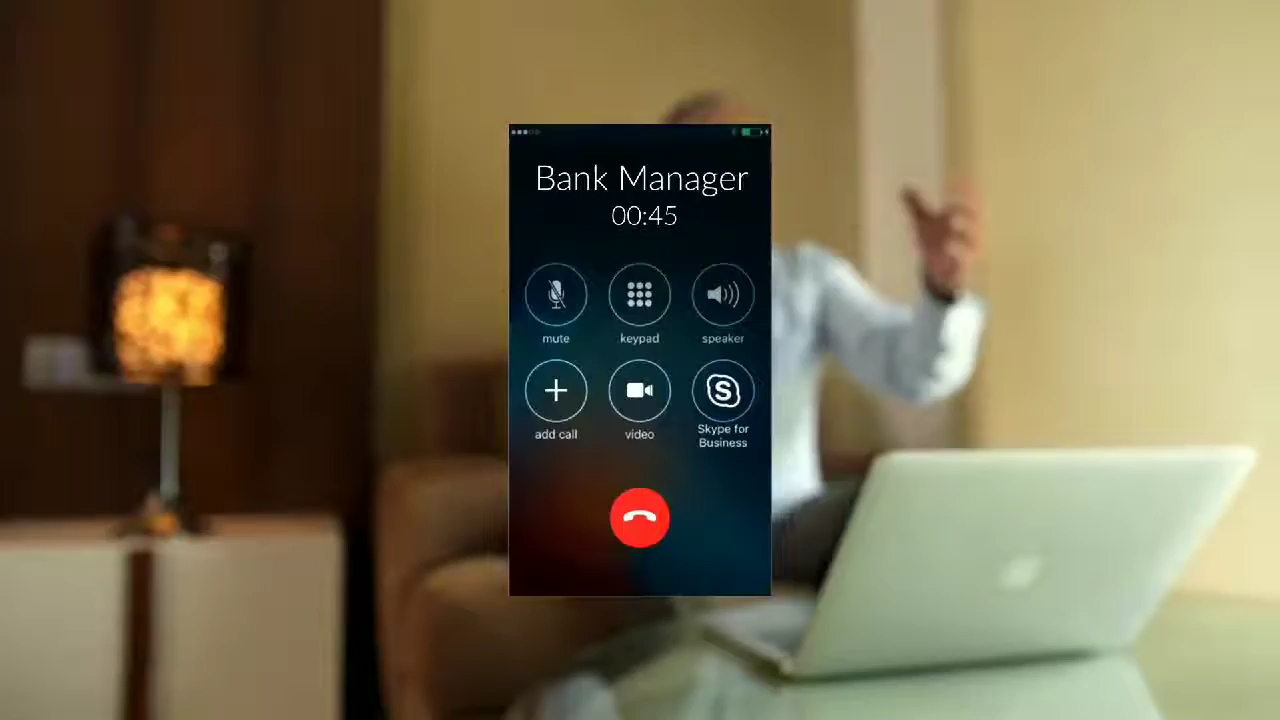 Bank Manager
00:45
mute
keypad
speaker
add call
video
Skype for
Business